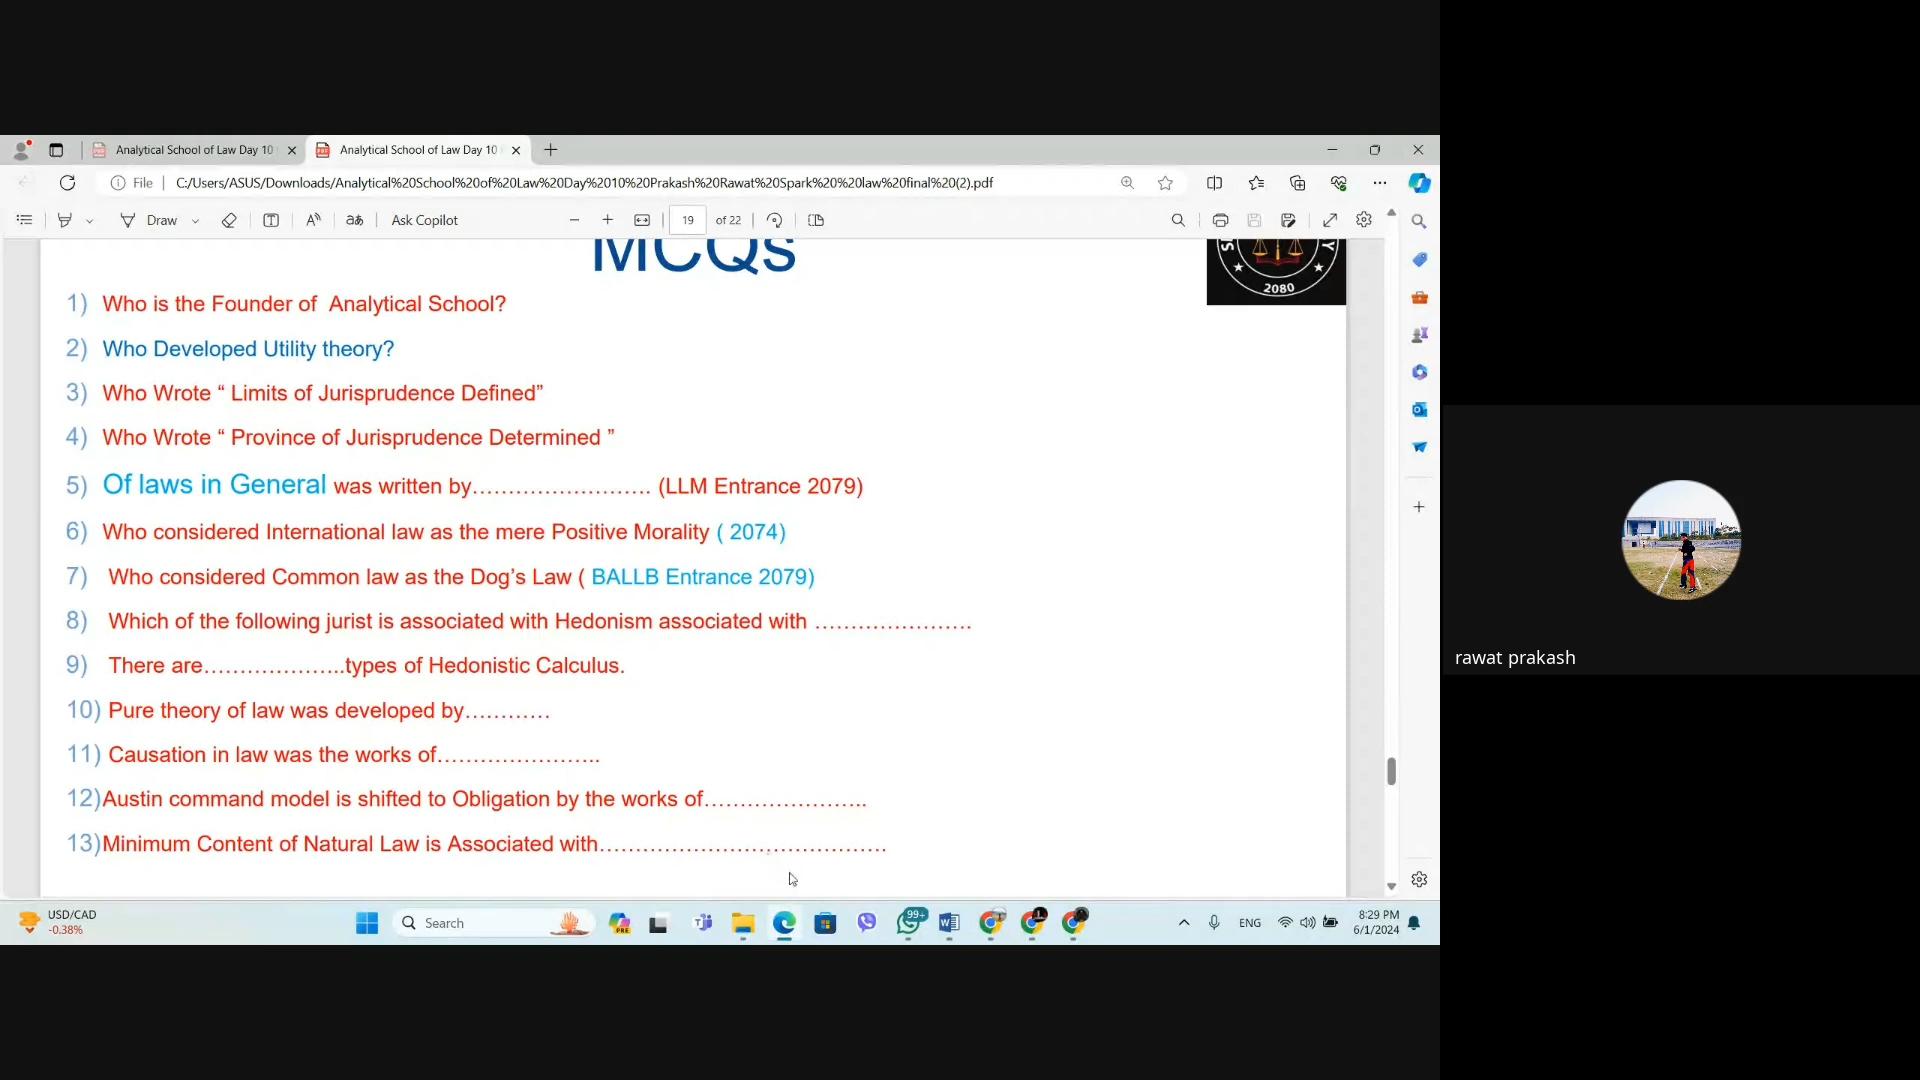 Analytical School of Law Day 10
Analytical School of Law Day 10
File
C:/Users/ASUS/Downloads/Analytical%20School%20of%20Law%20Day%2010%20Prakash%20Rawat%20Spark%20%20law%20final%20(2).pdf
Draw
Ask Copilot
19 of 22
MCQs
2080
1) Who is the Founder of Analytical School?
2) Who Developed Utility theory?
3) Who Wrote “ Limits of Jurisprudence Defined”
4) Who Wrote “ Province of Jurisprudence Determined ”
5) Of laws in General was written by……………………. (LLM Entrance 2079)
6) Who considered International law as the mere Positive Morality ( 2074)
7) Who considered Common law as the Dog’s Law ( BALLB Entrance 2079)
8) Which of the following jurist is associated with Hedonism associated with ………………….
9) There are………………..types of Hedonistic Calculus.
10) Pure theory of law was developed by…………
11) Causation in law was the works of…………………..
12)Austin command model is shifted to Obligation by the works of…………………..
13)Minimum Content of Natural Law is Associated with………………………………….
rawat prakash
USD/CAD
-0.38%
Search
PRE
99+
ENG
8:29 PM
6/1/2024